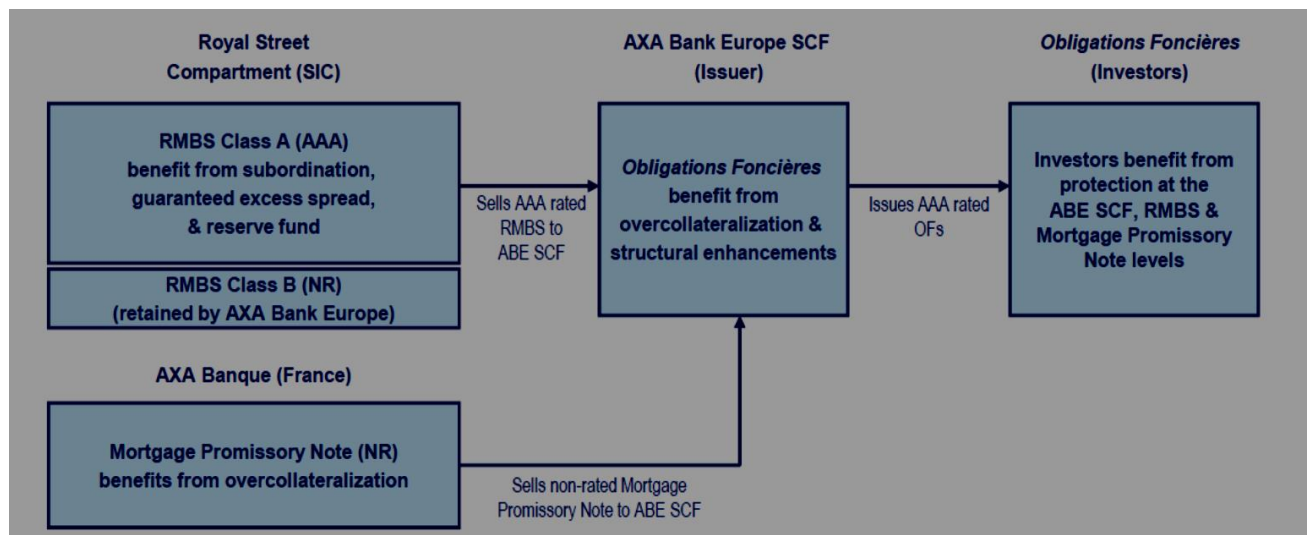 Royal Street
Compartment (SIC)
RMBS Class A (AAA)
benefit from subordination,
guaranteed excess spread,
& reserve fund
RMBS Class B (NR)
(retained by AXA Bank Europe)
Sells AAA rated
RMBS to
ABE SCF
AXA Bank Europe SCF
(Issuer)
Obligations Foncières
benefit from
overcollateralization &
structural enhancements
Issues AAA rated
OFs
Obligations Foncières
(Investors)
Investors benefit from
protection at the
ABE SCF, RMBS &
Mortgage Promissory
Note levels
AXA Banque (France)
Mortgage Promissory Note (NR)
benefits from overcollateralization
Sells non-rated Mortgage
Promissory Note to ABE SCF